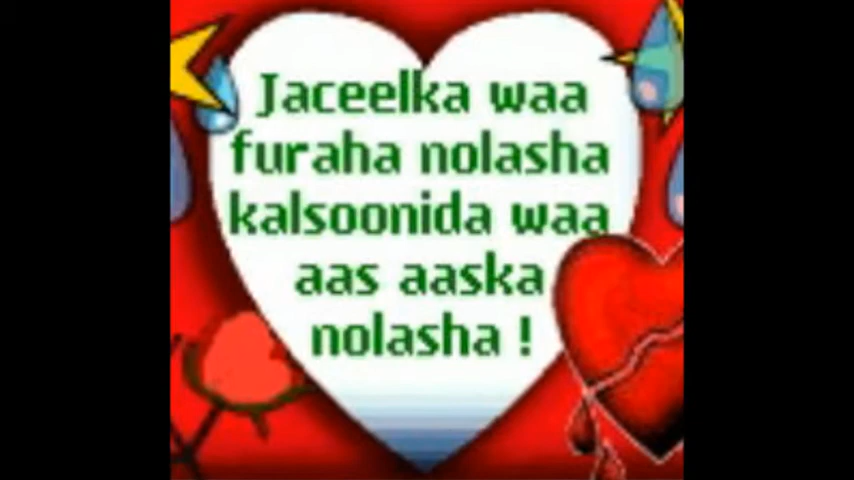 Jaceelka waa
furaha nolasha
kalsoonida waa
aas aaska
nolasha !